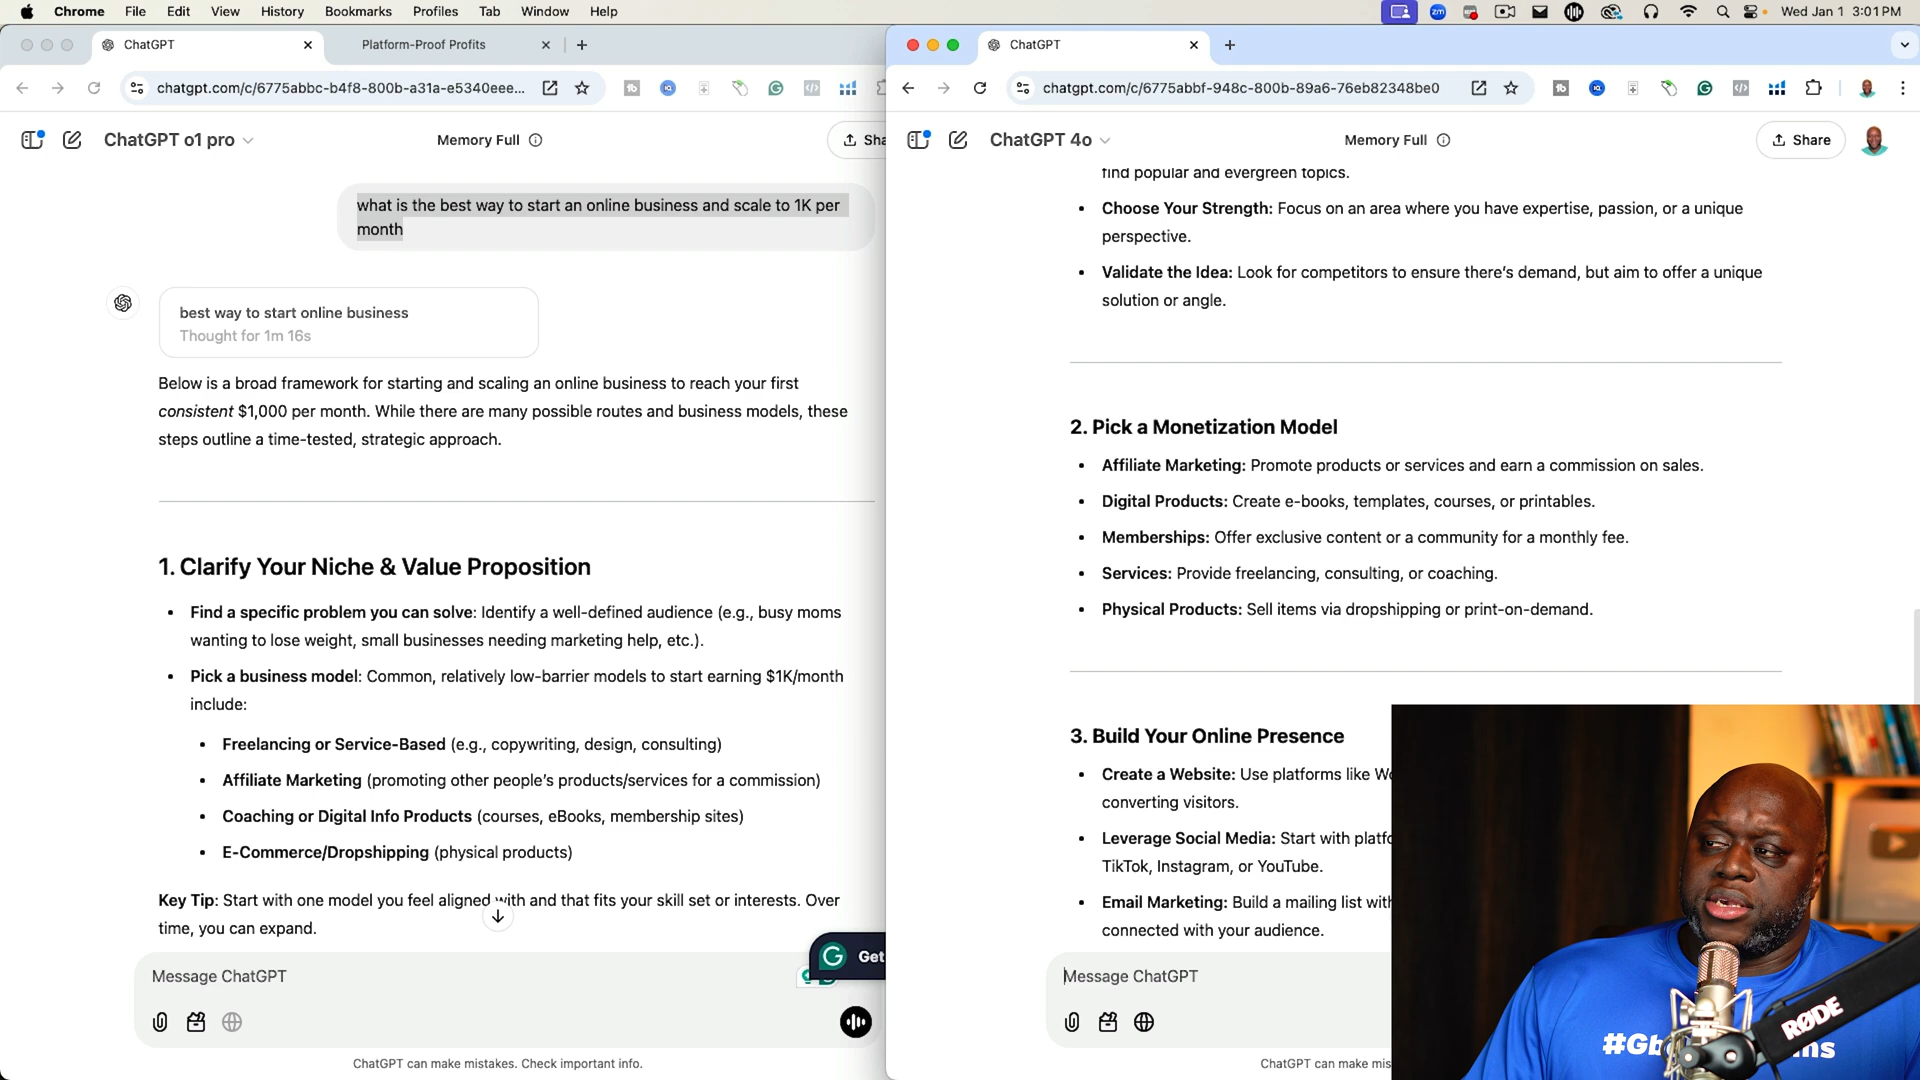 Chrome File Edit View History Bookmarks Profiles Tab Window Help
zm
Wed Jan 1 3:01 PM
ChatGPT
Platform-Proof Profits
chatgpt.com/c/6775abbc-b4f8-800b-a31a-e5340eee...
ChatGPT o1 pro
Memory Full
what is the best way to start an online business and scale to 1K per
month
best way to start online business
Thought for 1m 16s
Below is a broad framework for starting and scaling an online business to reach your first
consistent $1,000 per month. While there are many possible routes and business models, these
steps outline a time-tested, strategic approach.
1. Clarify Your Niche & Value Proposition
• Find a specific problem you can solve: Identify a well-defined audience (e.g., busy moms
wanting to lose weight, small businesses needing marketing help, etc.).
• Pick a business model: Common, relatively low-barrier models to start earning $1K/month
include:
• Freelancing or Service-Based (e.g., copywriting, design, consulting)
• Affiliate Marketing (promoting other people's products/services for a commission)
• Coaching or Digital Info Products (courses, eBooks, membership sites)
• E-Commerce/Dropshipping (physical products)
Key Tip: Start with one model you feel aligned with and that fits your skill set or interests. Over
time, you can expand.
Get
Message ChatGPT
ChatGPT can make mistakes. Check important info.
ChatGPT
chatgpt.com/c/6775abbf-948c-800b-89a6-76eb82348be0
ChatGPT 4o
Memory Full
Share
find popular and evergreen topics.
• Choose Your Strength: Focus on an area where you have expertise, passion, or a unique
perspective.
• Validate the Idea: Look for competitors to ensure there's demand, but aim to offer a unique
solution or angle.
2. Pick a Monetization Model
• Affiliate Marketing: Promote products or services and earn a commission on sales.
• Digital Products: Create e-books, templates, courses, or printables.
• Memberships: Offer exclusive content or a community for a monthly fee.
• Services: Provide freelancing, consulting, or coaching.
• Physical Products: Sell items via dropshipping or print-on-demand.
3. Build Your Online Presence
• Create a Website: Use platforms like
converting visitors.
• Leverage Social Media: Start with
TikTok, Instagram, or YouTube.
• Email Marketing: Build a mailing list
connected with your audience.
Message ChatGPT
ChatGPT can make
RØDE